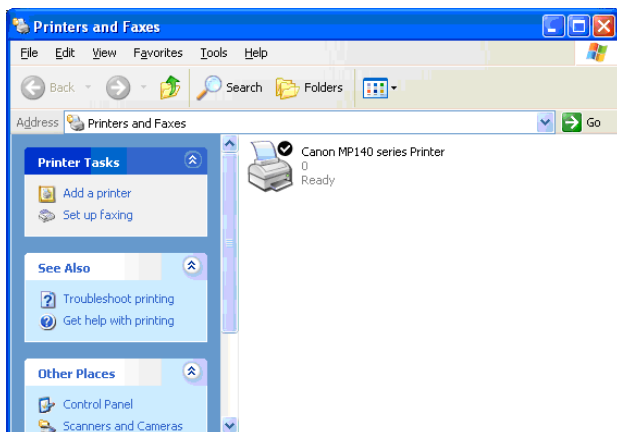 Printers and Faxes
File Edit View Favorites Tools Help
Back Search Folders
Address Printers and Faxes Go
Printer Tasks
Add a printer
Set up faxing
See Also
Troubleshoot printing
Get help with printing
Other Places
Control Panel
Scanners and Cameras
Canon MP140 series Printer
0
Ready